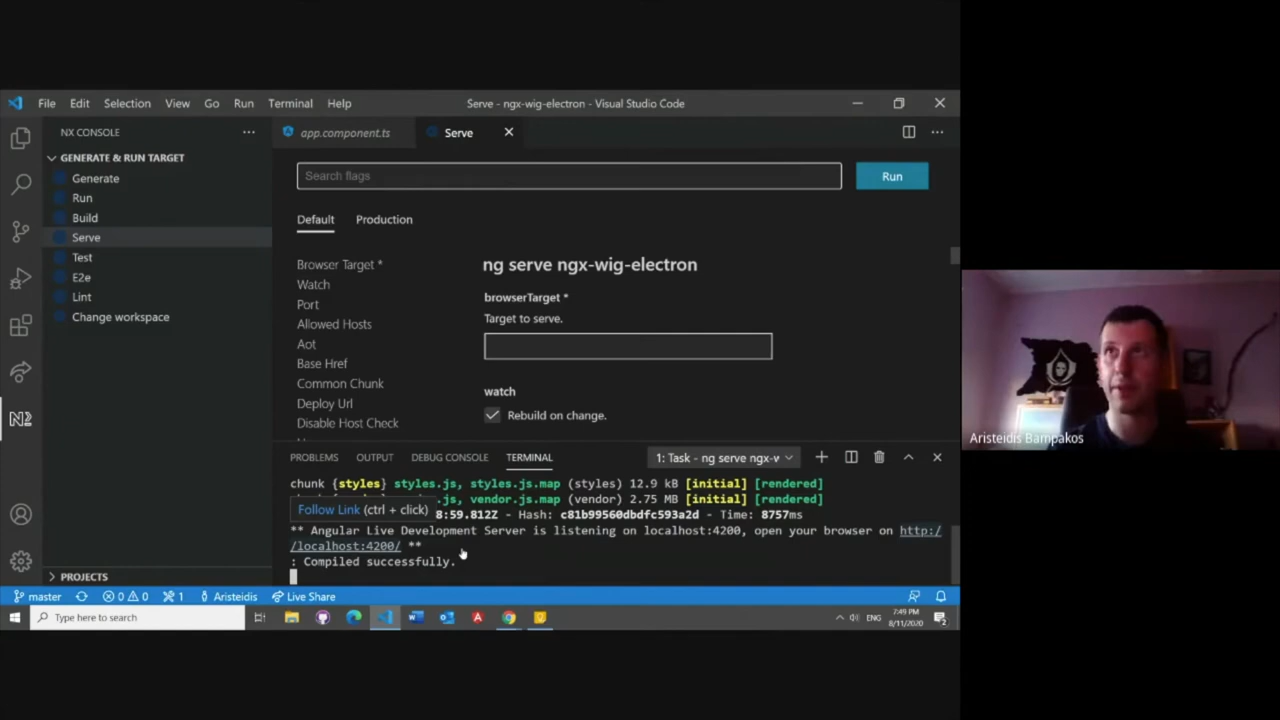 File Edit Selection View Go Run Terminal Help
Serve - ngx-wig-electron - Visual Studio Code
NX CONSOLE
GENERATE & RUN TARGET
Generate
Run
Build
Serve
Test
E2e
Lint
Change workspace
PROJECTS
app.component.ts
Serve
Search flags
Run
Default Production
Browser Target *
Watch
Port
Allowed Hosts
Aot
Base Href
Common Chunk
Deploy Url
Disable Host Check
ng serve ngx-wig-electron
browserTarget *
Target to serve.
watch
Rebuild on change.
PROBLEMS OUTPUT DEBUG CONSOLE TERMINAL
1: Task - ng serve ngx-w
chunk {styles} styles.js, styles.js.map (styles) 12.9 kB [initial] [rendered]
.js, vendor.js.map (vendor) 2.75 MB [initial] [rendered]
Follow Link (ctrl + click)
8:59.812Z - Hash: c81b99560dbdfc593a2d - Time: 8757ms
** Angular Live Development Server is listening on localhost:4200, open your browser on http:/
/localhost:4200/ **
: Compiled successfully.
master 0 0 1 Aristeidis Live Share
Type here to search
ENG
7:49 PM
8/11/2020
Aristeidis Bampakos